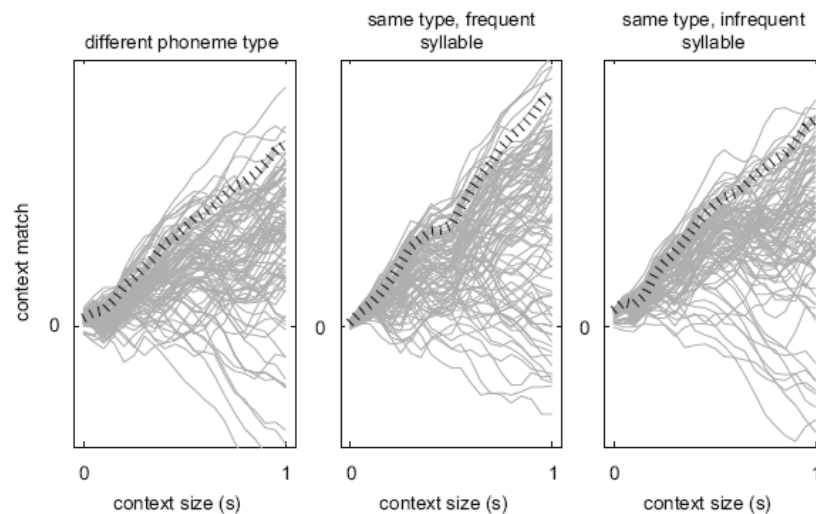 different phoneme type
same type, frequent
syllable
same type, infrequent
syllable
context match
0
0
0
0
1
0
1
0
1
context size (s)
context size (s)
context size (s)